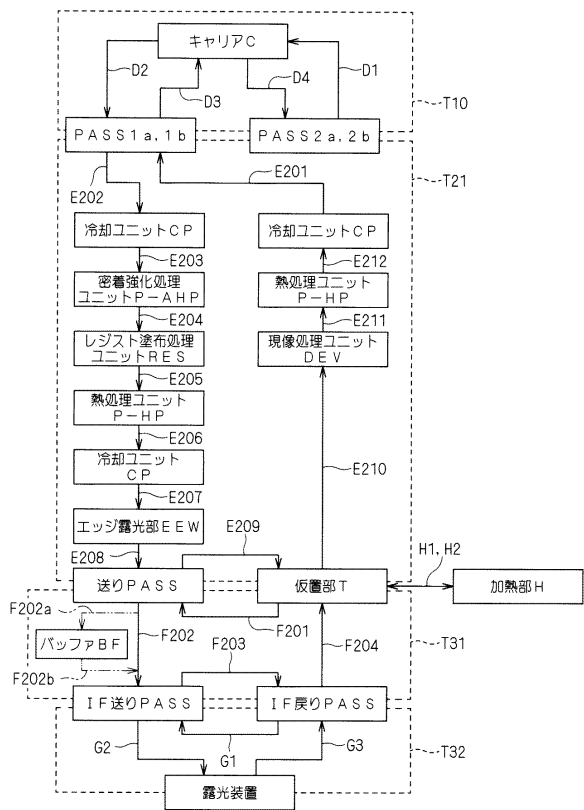 キャリアC
D2
D3
D4
D1
T10
PASS1a,1b
PASS2a,2b
E201
T21
E202
冷却ユニットCP
冷却ユニットCP
E203
E212
密着強化処理
ユニットP-AHP
熱処理ユニット
P-HP
E204
E211
レジスト塗布処理
ユニットRES
現像処理ユニット
DEV
E205
熱処理ユニット
P-HP
E206
冷却ユニット
CP
E210
E207
エッジ露光部EEW
E208
E209
H1,H2
送りPASS
仮置部T
加熱部H
F202a
F201
バッファBF
F202
F203
F204
T31
F202b
IF送りPASS
IF戻りPASS
G2
G1
G3
T32
露光装置